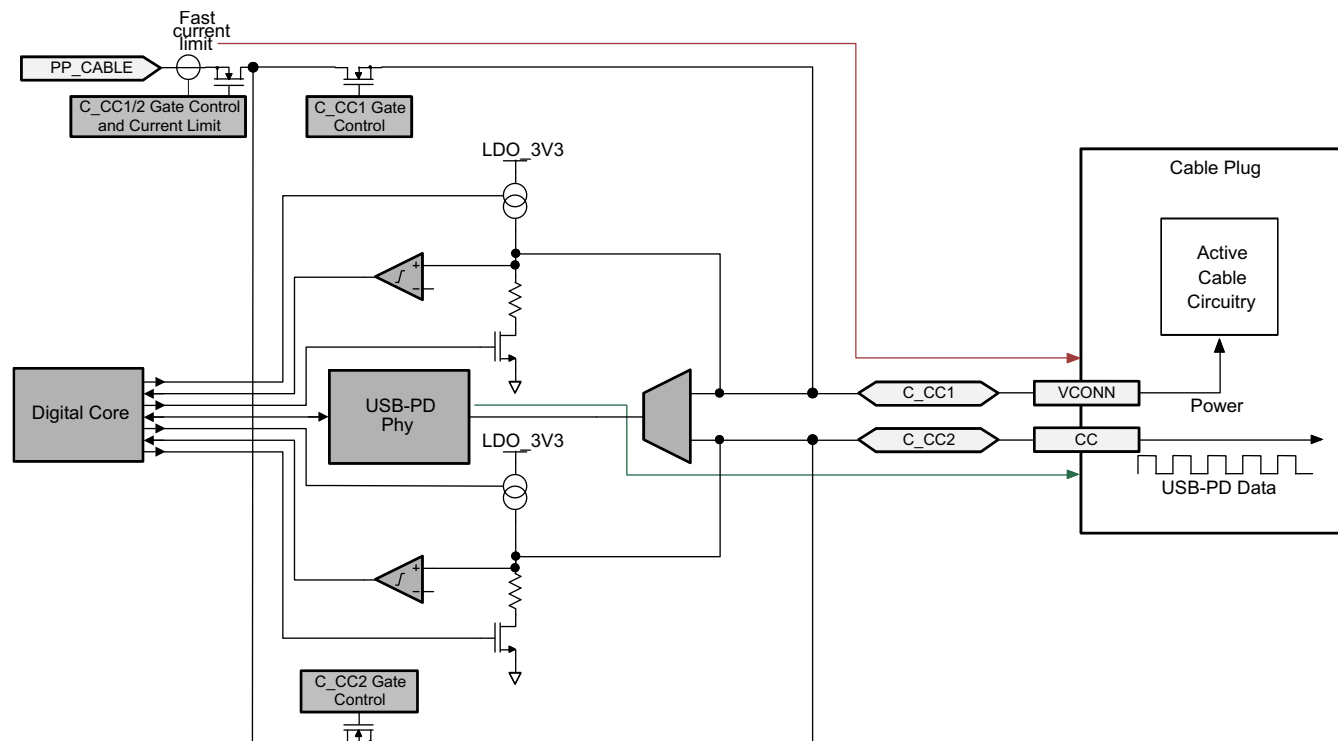 Fast
current
limit
PP_CABLE
C_CC1/2 Gate Control
and Current Limit
C_CC1 Gate
Control
LDO_3V3
Cable Plug
Active
Cable
Circuitry
+
−
Digital Core
USB-PD
Phy
C_CC1
VCONN
Power
LDO_3V3
C_CC2
CC
USB-PD Data
+
−
C_CC2 Gate
Control